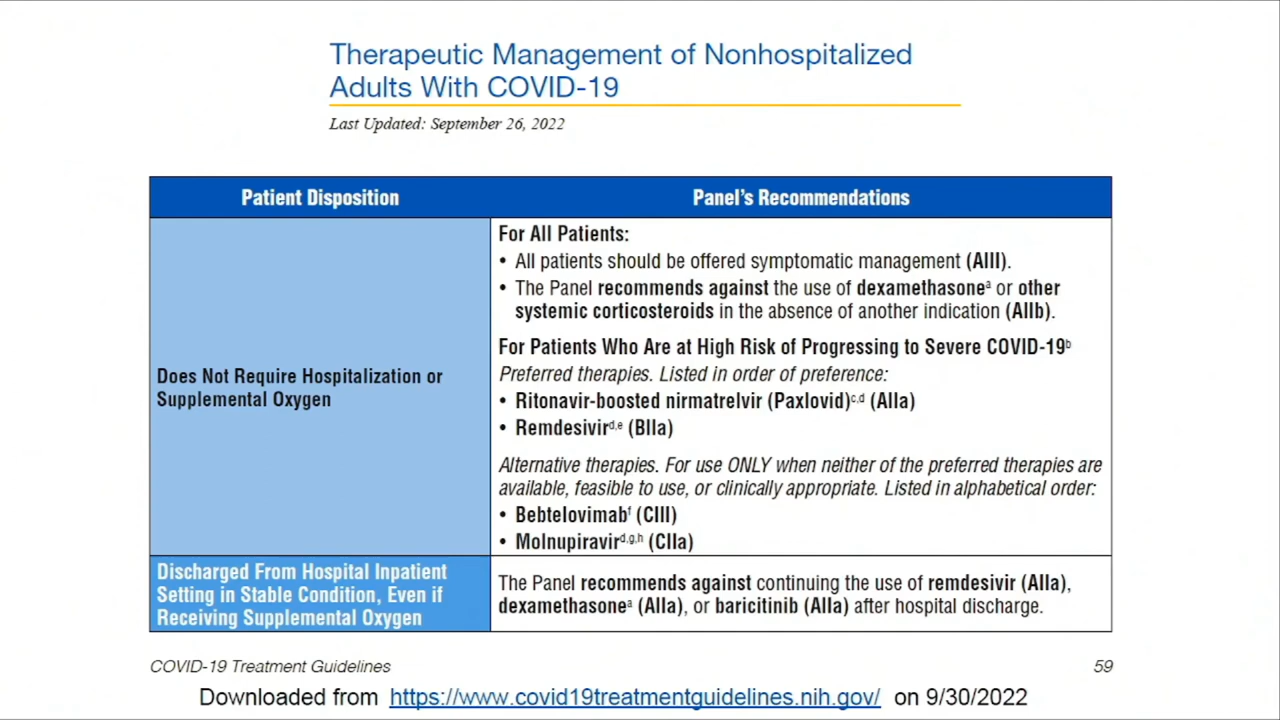 Therapeutic Management of Nonhospitalized
Adults With COVID-19
Last Updated: September 26, 2022
Patient Disposition
Panel's Recommendations
Does Not Require Hospitalization or
Supplemental Oxygen
For All Patients:
• All patients should be offered symptomatic management (AIII).
• The Panel recommends against the use of dexamethasoneᵃ or other
systemic corticosteroids in the absence of another indication (AIIb).
For Patients Who Are at High Risk of Progressing to Severe COVID-19ᵇ
Preferred therapies. Listed in order of preference:
• Ritonavir-boosted nirmatrelvir (Paxlovid)ᶜ,ᵈ (AIIa)
• Remdesivirᵈ,ᵉ (BIIa)
Alternative therapies. For use ONLY when neither of the preferred therapies are
available, feasible to use, or clinically appropriate. Listed in alphabetical order:
• Bebtelovimabᶠ (CIII)
• Molnupiravirᵈ,ᵍ,ʰ (CIIa)
Discharged From Hospital Inpatient
Setting in Stable Condition, Even if
Receiving Supplemental Oxygen
The Panel recommends against continuing the use of remdesivir (AIIa),
dexamethasoneᵃ (AIIa), or baricitinib (AIIa) after hospital discharge.
COVID-19 Treatment Guidelines
59
Downloaded from https://www.covid19treatmentguidelines.nih.gov/ on 9/30/2022